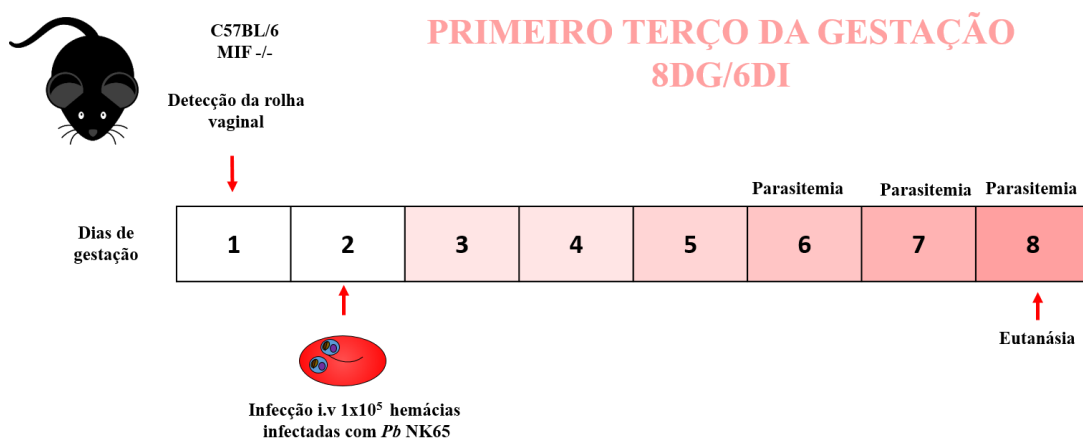 C57BL/6
MIF -/-
PRIMEIRO TERÇO DA GESTAÇÃO
8DG/6DI
Detecção da rolha
vaginal
Parasitemia Parasitemia Parasitemia
Dias de
gestação
1 2 3 4 5 6 7 8
Eutanásia
Infecção i.v 1x10⁵ hemácias
infectadas com Pb NK65